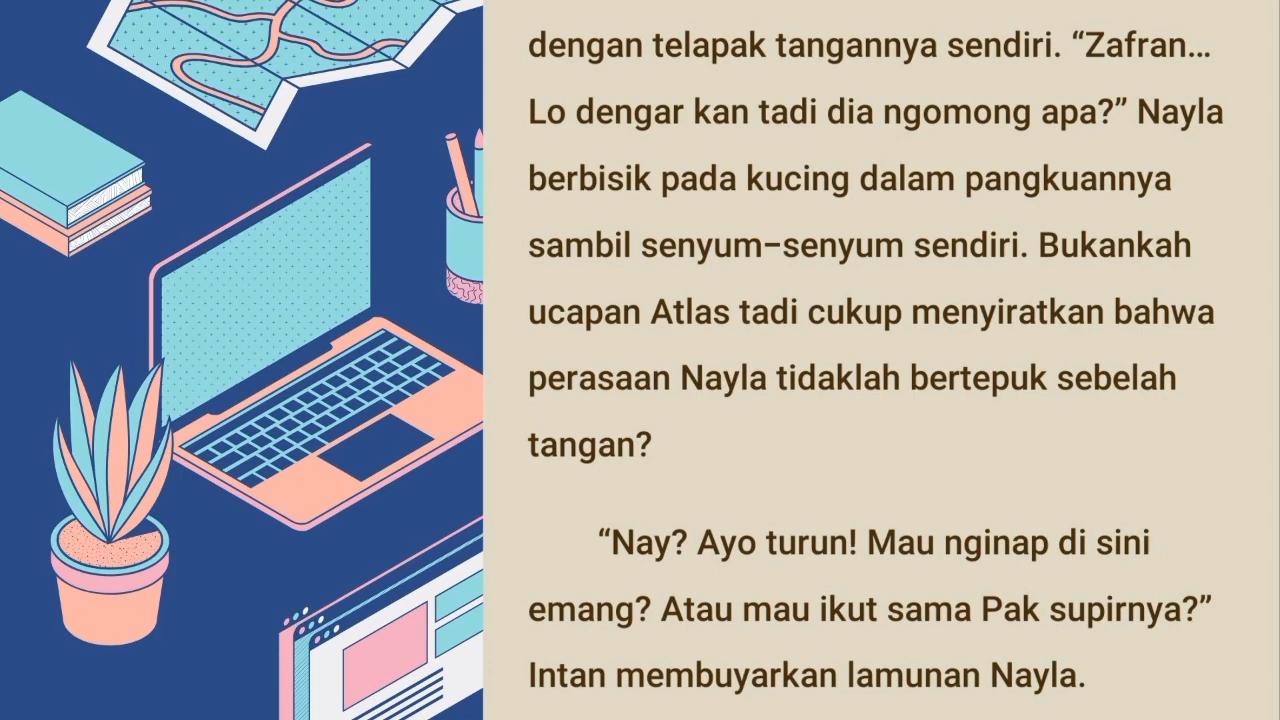 dengan telapak tangannya sendiri. “Zafran...
Lo dengar kan tadi dia ngomong apa?” Nayla
berbisik pada kucing dalam pangkuannya
sambil senyum-senyum sendiri. Bukankah
ucapan Atlas tadi cukup menyiratkan bahwa
perasaan Nayla tidaklah bertepuk sebelah
tangan?
“Nay? Ayo turun! Mau nginap di sini
emang? Atau mau ikut sama Pak supirnya?”
Intan membuyarkan lamunan Nayla.